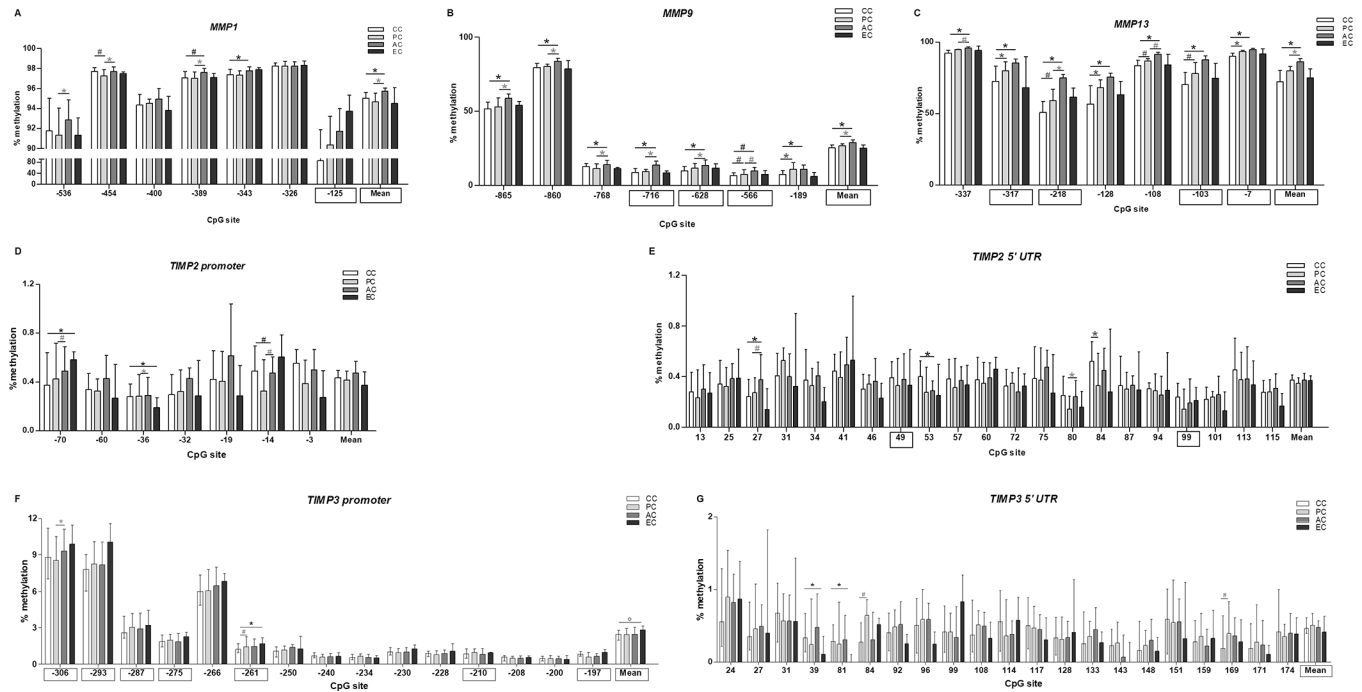 A
MMP1
CC
PC
AC
EC
% methylation
100
98
96
94
92
90
80
40
0
#
*
*
#
*
*
*
*
-536
-454
-400
-389
-343
-326
-125
Mean
CpG site
B
MMP9
CC
PC
AC
EC
% methylation
100
50
0
*
*
*
*
*
*
*
*
*
*
#
#
#
*
*
*
*
-865
-860
-768
-716
-628
-566
-189
Mean
CpG site
C
MMP13
CC
PC
AC
EC
% methylation
100
50
0
*
#
*
*
*
#
*
*
*
*
#
#
*
#
*
*
*
*
-337
-317
-218
-128
-108
-103
-7
Mean
CpG site
D
TIMP2 promoter
CC
PC
AC
EC
% methylation
1.2
0.8
0.4
0.0
*
#
*
*
#
#
-70
-60
-36
-32
-19
-14
-3
Mean
CpG site
E
TIMP2 5' UTR
CC
PC
AC
EC
% methylation
1.2
0.8
0.4
0.0
*
#
*
*
*
13 25 27 31 34 41 46 49 53 57 60 72 75 80 84 87 94 99 101 113 115 Mean
CpG site
F
TIMP3 promoter
CC
PC
AC
EC
% methylation
12
9
6
3
0
*
#
*
-306 -293 -287 -275 -266 -261 -250 -240 -234 -230 -228 -210 -208 -200 -197 Mean
CpG site
G
TIMP3 5' UTR
CC
PC
AC
EC
% methylation
2
1
0
*
*
#
#
24 27 31 39 81 84 92 96 99 108 114 117 128 133 143 148 151 159 169 171 174 Mean
CpG site